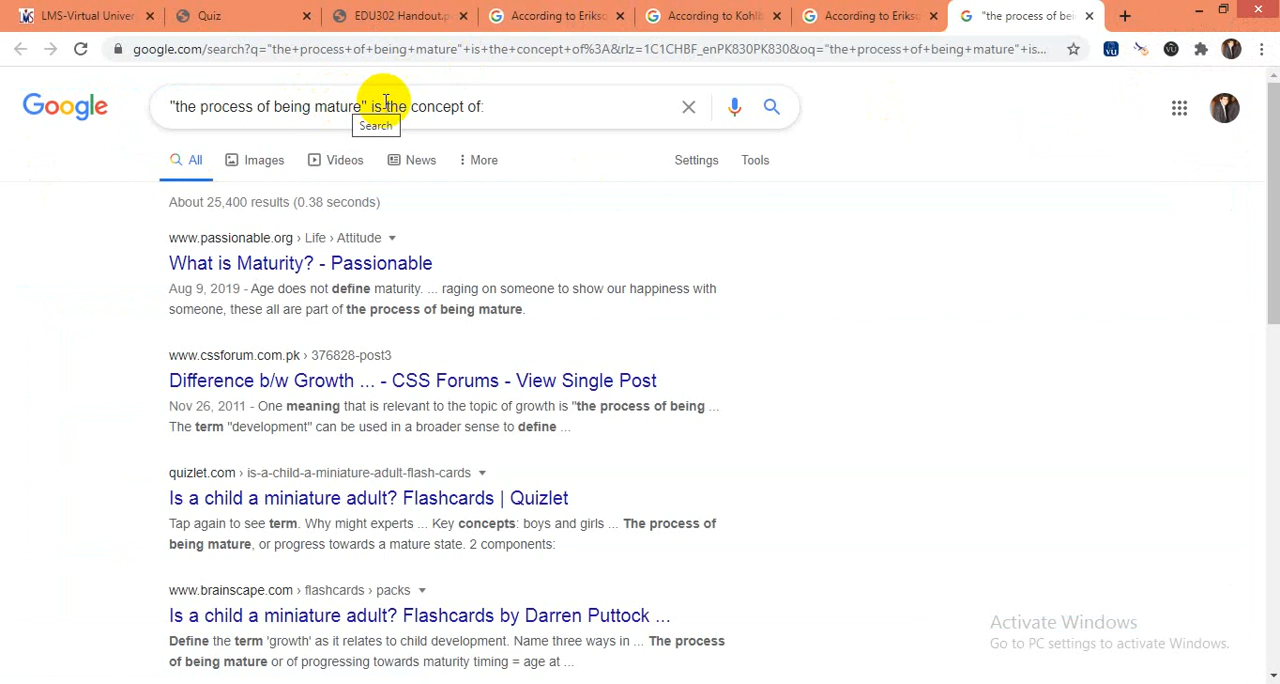 LMS-Virtual Univer
Quiz
EDU302 Handout.p
According to Erikso
According to Kohlb
According to Erikso
"the process of bei
google.com/search?q="the+process+of+being+mature"+is+the+concept+of%3A&rlz=1C1CHBF_enPK830PK830&oq="the+process+of+being+mature"+is...
Google
"the process of being mature" is the concept of:
Search
All
Images
Videos
News
More
Settings
Tools
About 25,400 results (0.38 seconds)
www.passionable.org › Life › Attitude
What is Maturity? - Passionable
Aug 9, 2019 - Age does not define maturity. ... raging on someone to show our happiness with
someone, these all are part of the process of being mature.
www.cssforum.com.pk › 376828-post3
Difference b/w Growth ... - CSS Forums - View Single Post
Nov 26, 2011 - One meaning that is relevant to the topic of growth is "the process of being ...
The term "development" can be used in a broader sense to define ...
quizlet.com › is-a-child-a-miniature-adult-flash-cards
Is a child a miniature adult? Flashcards | Quizlet
Tap again to see term. Why might experts ... Key concepts: boys and girls ... The process of
being mature, or progress towards a mature state. 2 components:
www.brainscape.com › flashcards › packs
Is a child a miniature adult? Flashcards by Darren Puttock ...
Define the term 'growth' as it relates to child development. Name three ways in ... The process
of being mature or of progressing towards maturity timing = age at ...
Activate Windows
Go to PC settings to activate Windows.